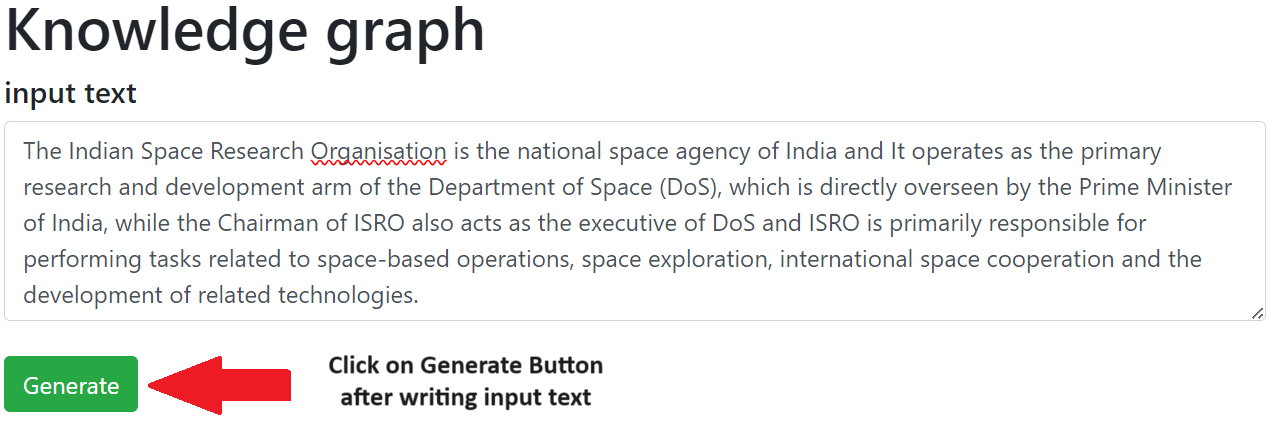 Knowledge graph
input text
The Indian Space Research Organisation is the national space agency of India and It operates as the primary
research and development arm of the Department of Space (DoS), which is directly overseen by the Prime Minister
of India, while the Chairman of ISRO also acts as the executive of DoS and ISRO is primarily responsible for
performing tasks related to space-based operations, space exploration, international space cooperation and the
development of related technologies.
Generate
Click on Generate Button
after writing input text